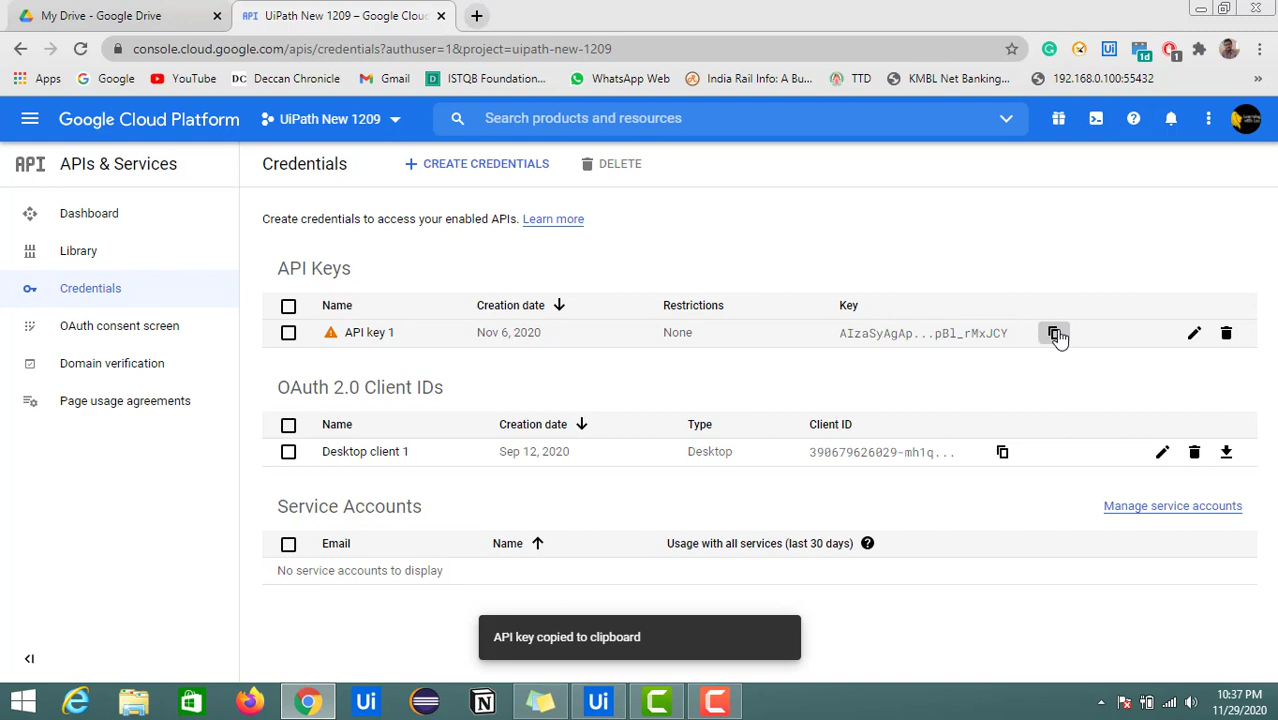 My Drive - Google Drive
API UiPath New 1209 – Google Cloud
console.cloud.google.com/apis/credentials?authuser=1&project=uipath-new-1209
1d
1
Apps
Google
YouTube
DC Deccan Chronicle
Gmail
ISTQB Foundation...
WhatsApp Web
India Rail Info: A Bu...
TTD
KMBL Net Banking...
192.168.0.100:55432
»
Google Cloud Platform
UiPath New 1209
Search products and resources
API APIs & Services
Credentials
+ CREATE CREDENTIALS
DELETE
Dashboard
Library
Credentials
OAuth consent screen
Domain verification
Page usage agreements
Create credentials to access your enabled APIs. Learn more
API Keys
Name Creation date Restrictions Key
API key 1 Nov 6, 2020 None AIzaSyAgAp...pBl_rMxJCY
OAuth 2.0 Client IDs
Name Creation date Type Client ID
Desktop client 1 Sep 12, 2020 Desktop 390679626029-mh1q...
Service Accounts
Manage service accounts
Email Name Usage with all services (last 30 days)
No service accounts to display
API key copied to clipboard
10:37 PM
11/29/2020